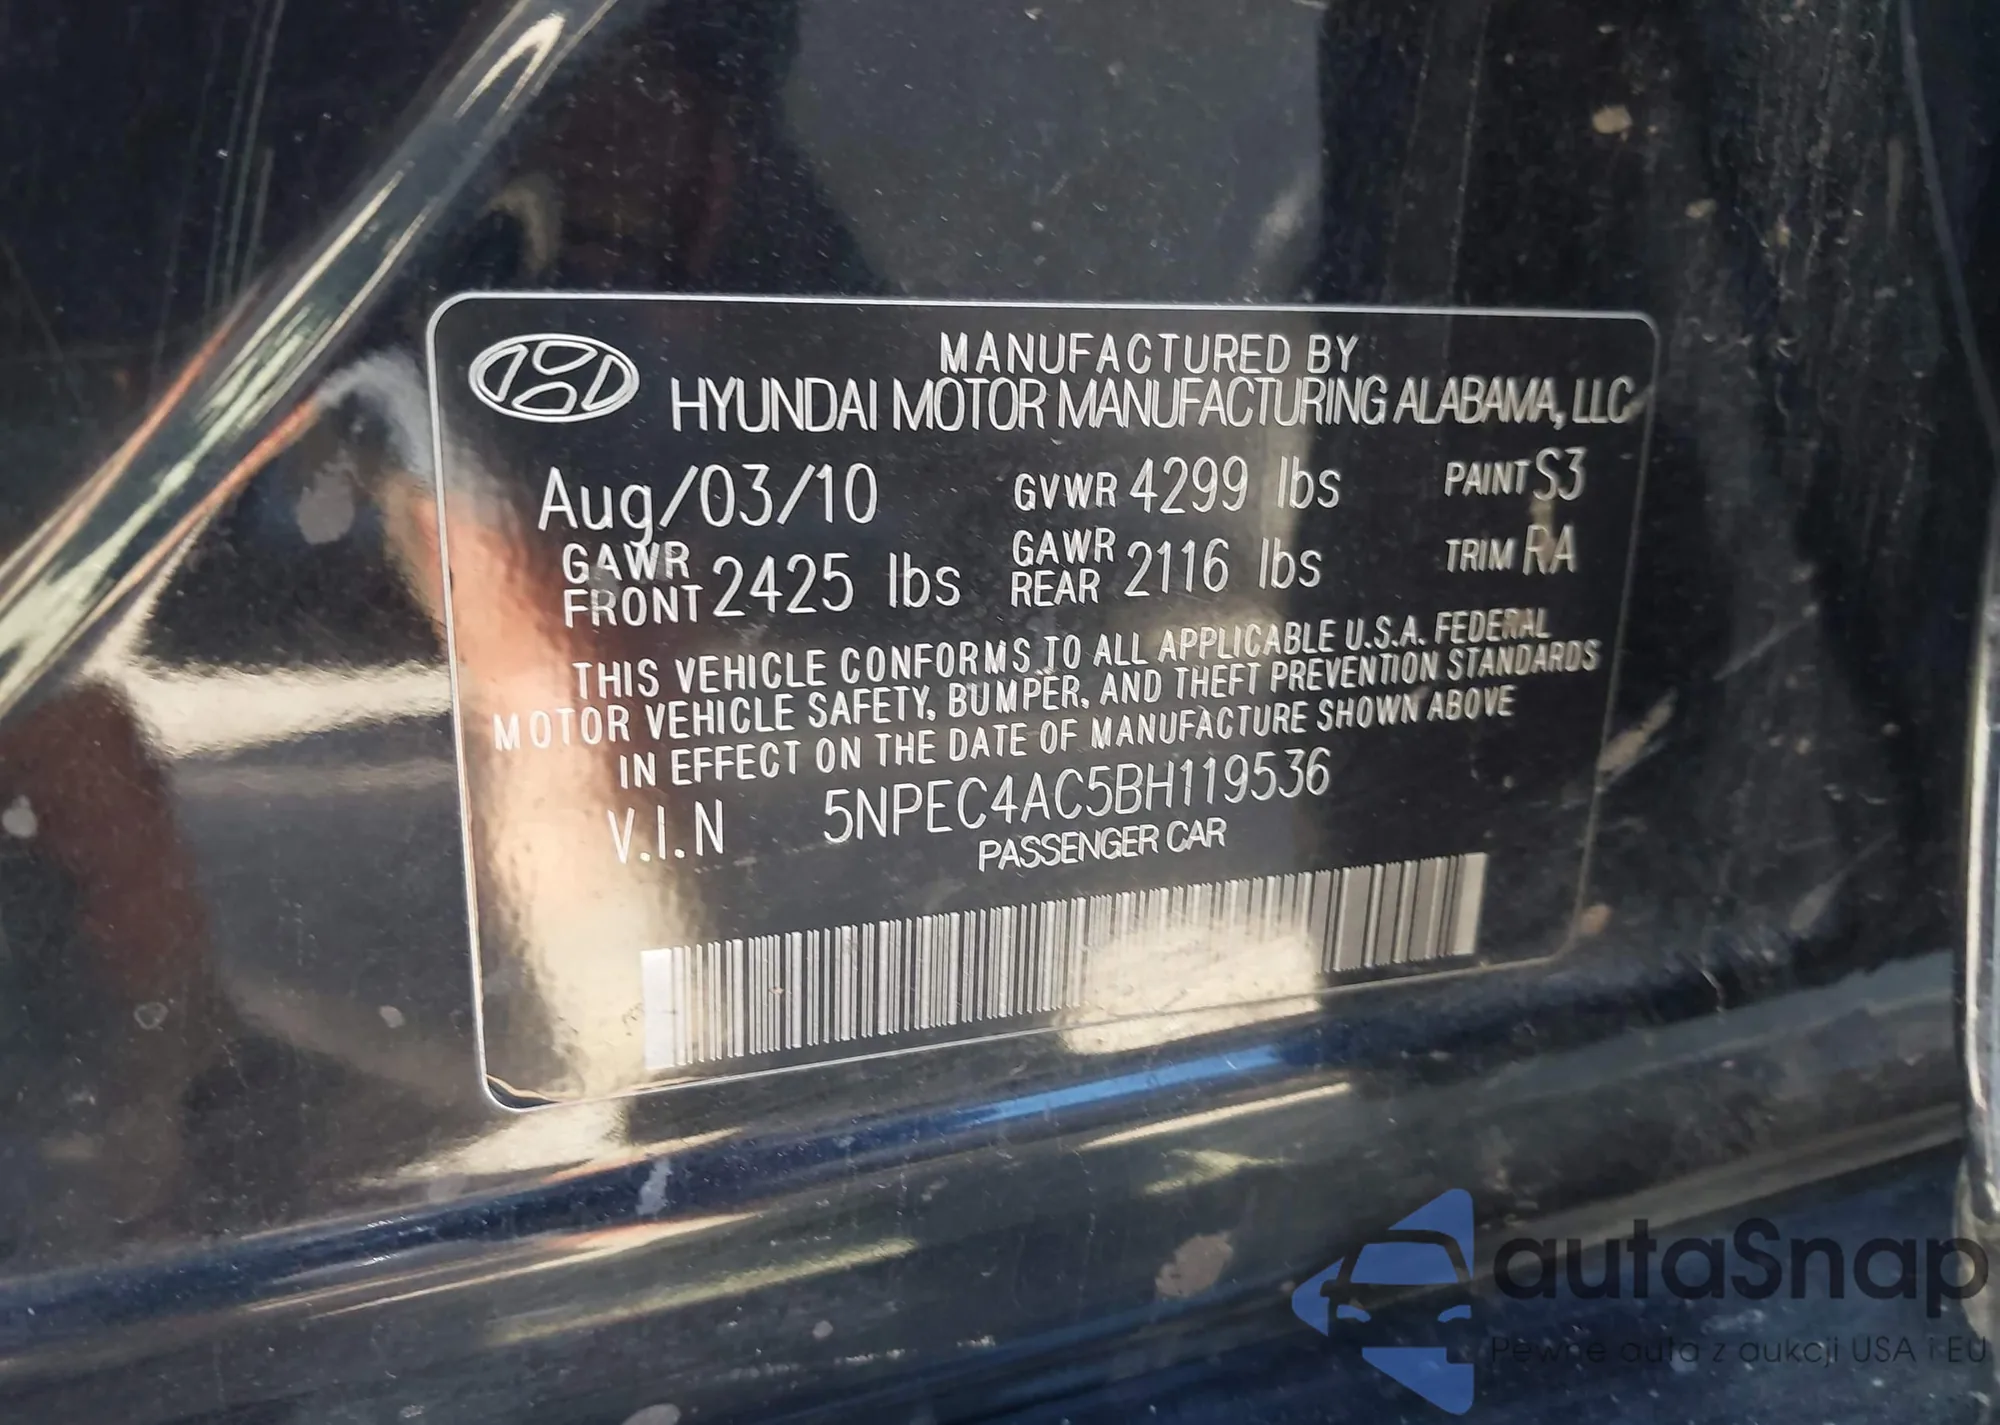 MANUFACTURED BY
HYUNDAI MOTOR MANUFACTURING ALABAMA, LLC
Aug/03/10 GVWR 4299 lbs PAINT S3
GAWR FRONT 2425 lbs GAWR REAR 2116 lbs TRIM RA
THIS VEHICLE CONFORMS TO ALL APPLICABLE U.S.A. FEDERAL
MOTOR VEHICLE SAFETY, BUMPER, AND THEFT PREVENTION STANDARDS
IN EFFECT ON THE DATE OF MANUFACTURE SHOWN ABOVE
V.I.N 5NPEC4AC5BH119536
PASSENGER CAR
autaSnap
Pewne auta z aukcji USA i EU